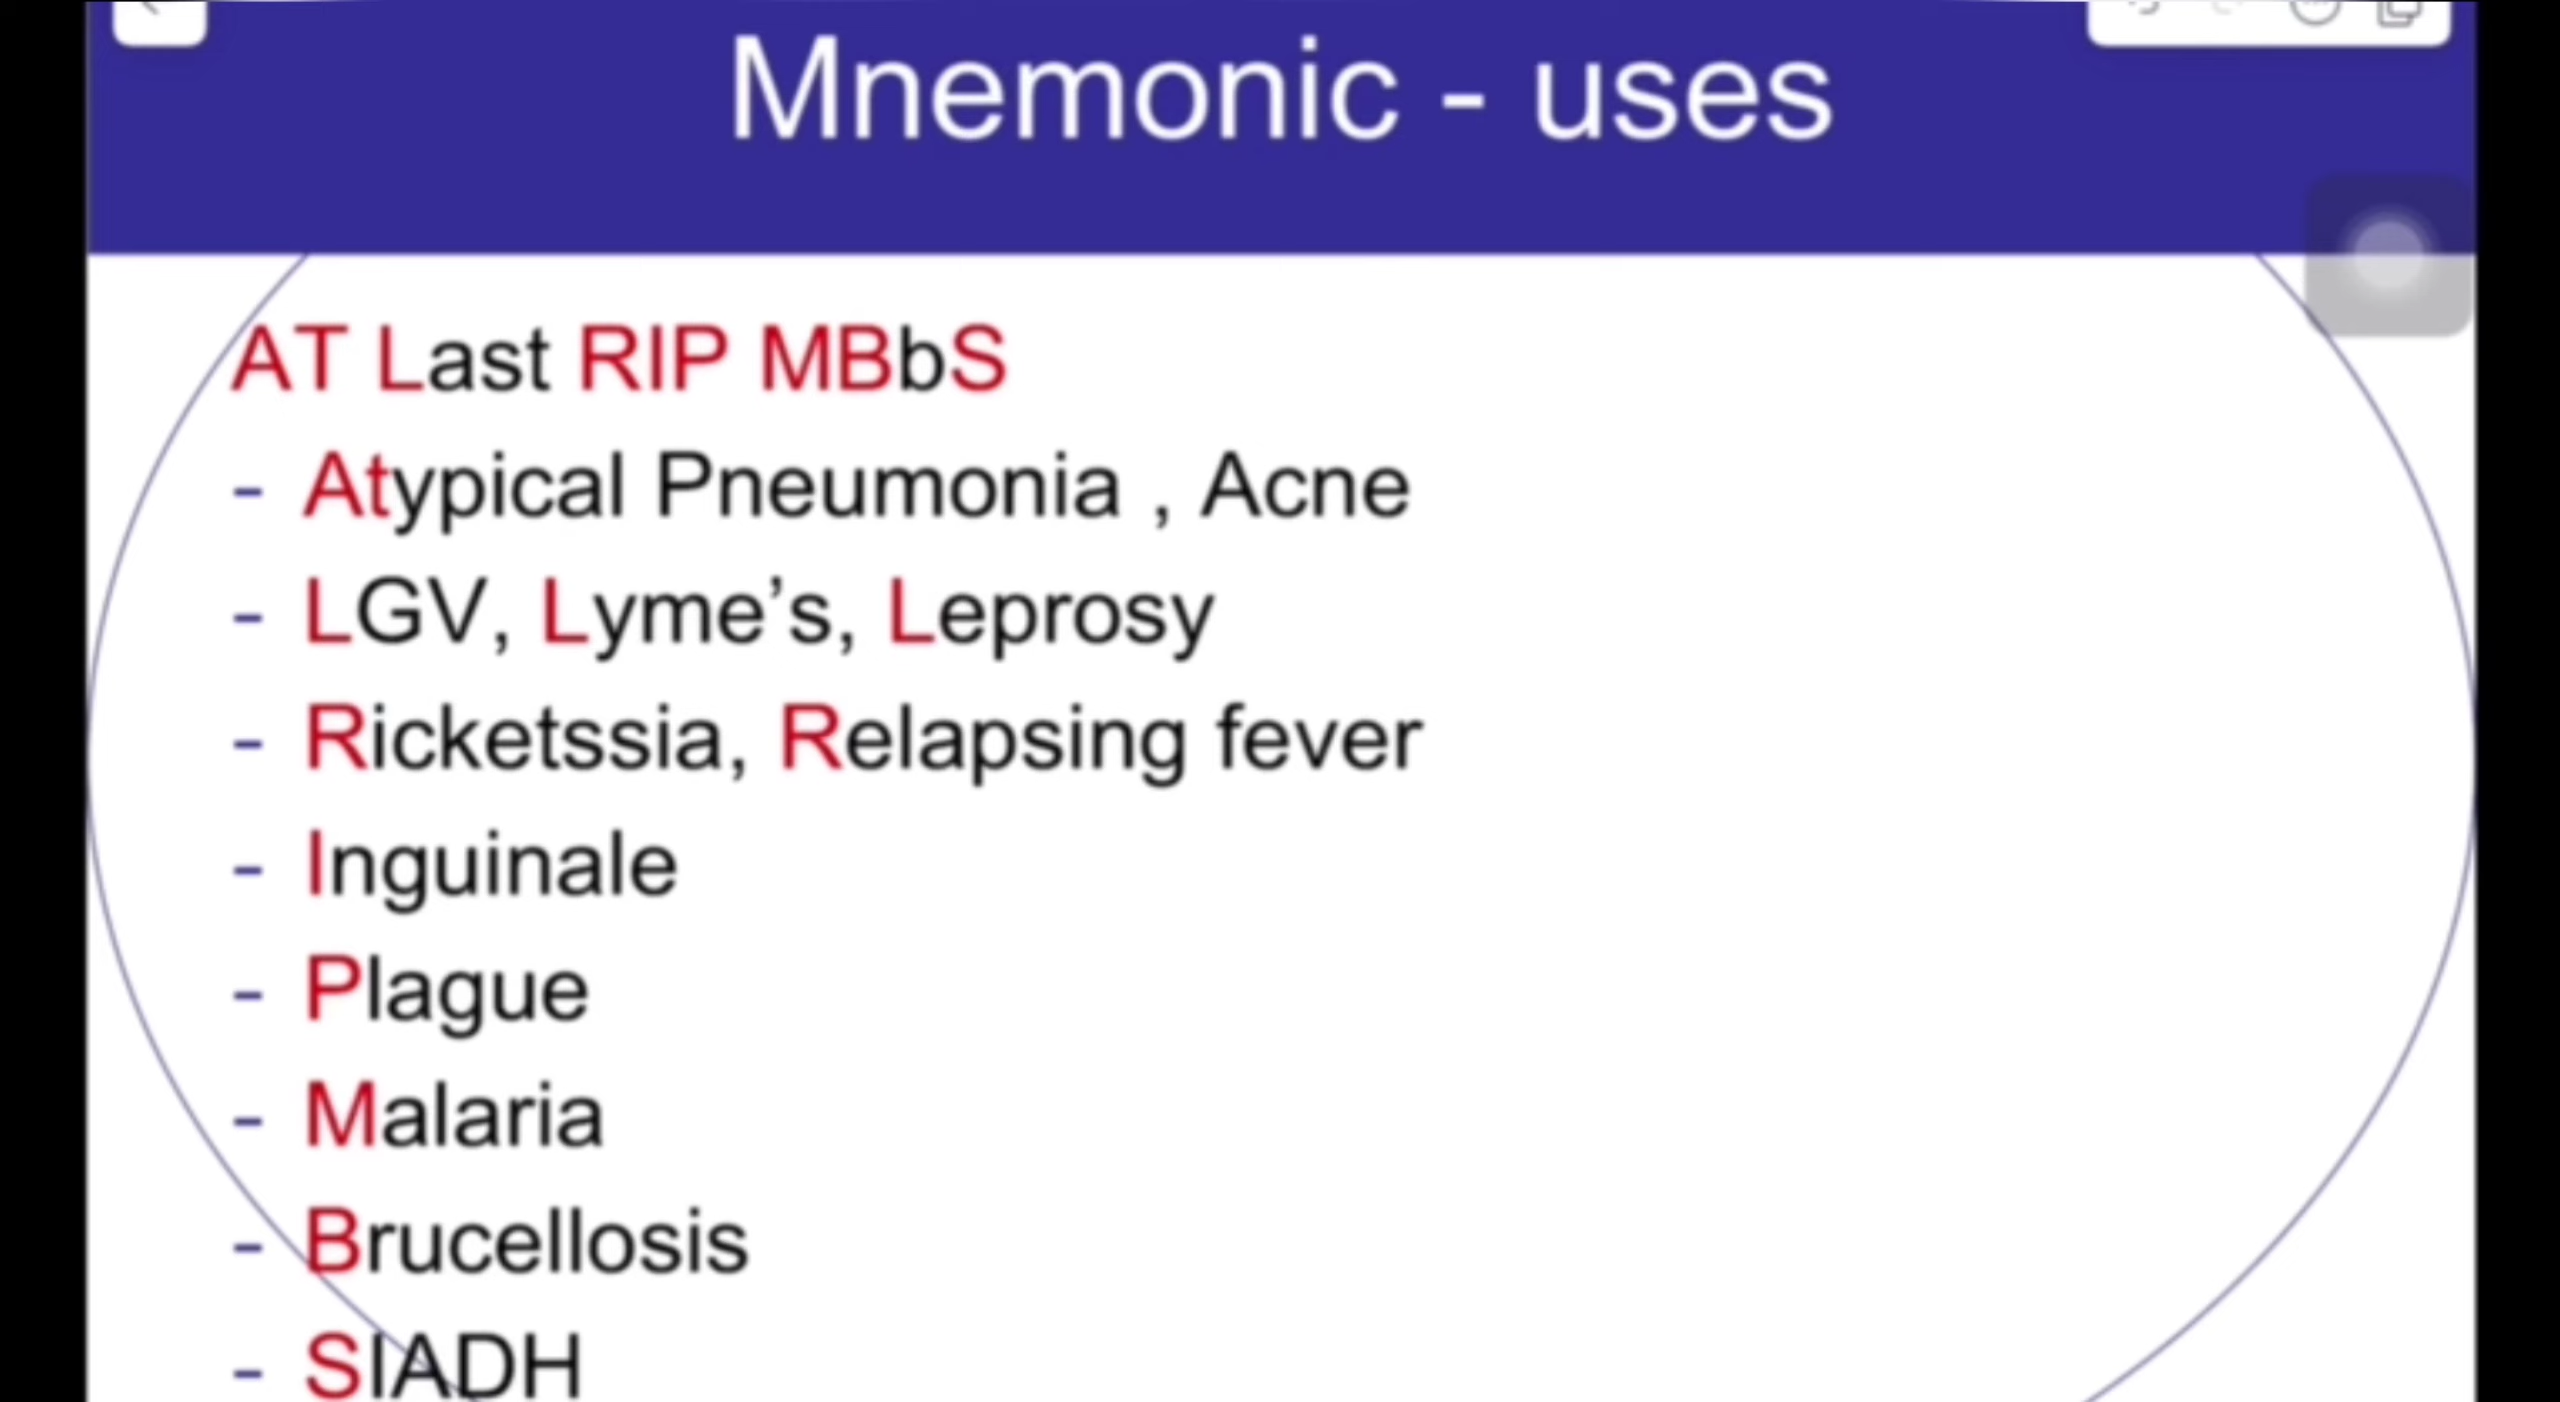 Mnemonic - uses
AT Last RIP MBbS
- Atypical Pneumonia , Acne
- LGV, Lyme’s, Leprosy
- Ricketssia, Relapsing fever
- Inguinale
- Plague
- Malaria
- Brucellosis
- SIADH